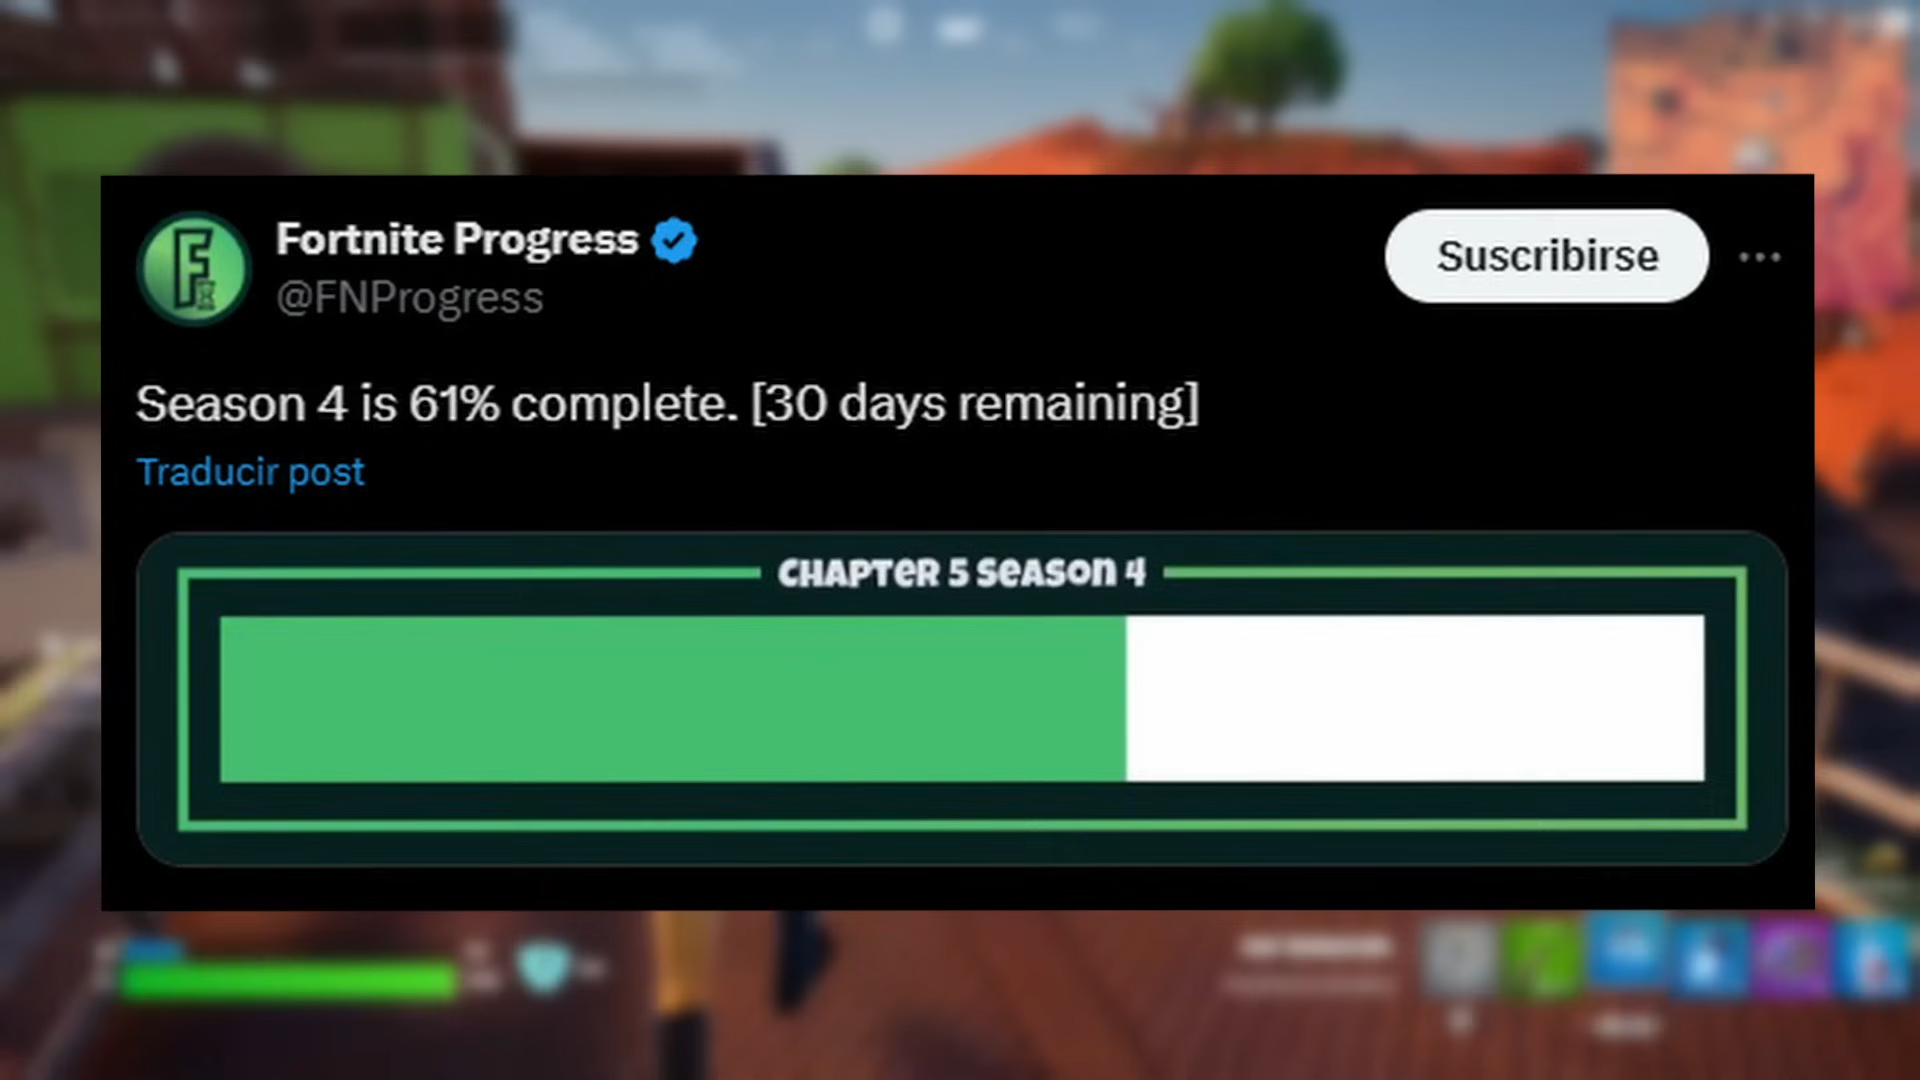 Fortnite Progress
@FNProgress
Suscribirse
Season 4 is 61% complete. [30 days remaining]
Traducir post
CHAPTER 5 SEASON 4